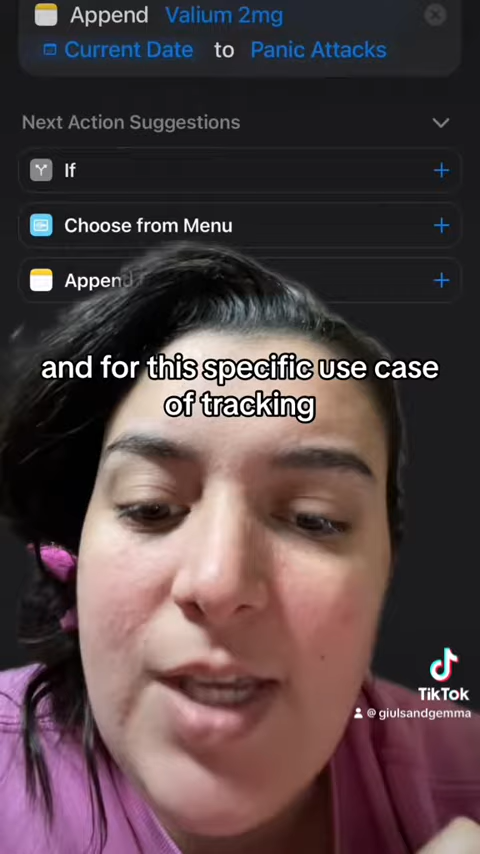 Append Valium 2mg
Current Date to Panic Attacks
Next Action Suggestions
If
Choose from Menu
Append
and for this specific use case
of tracking
TikTok
@giulsandgemma